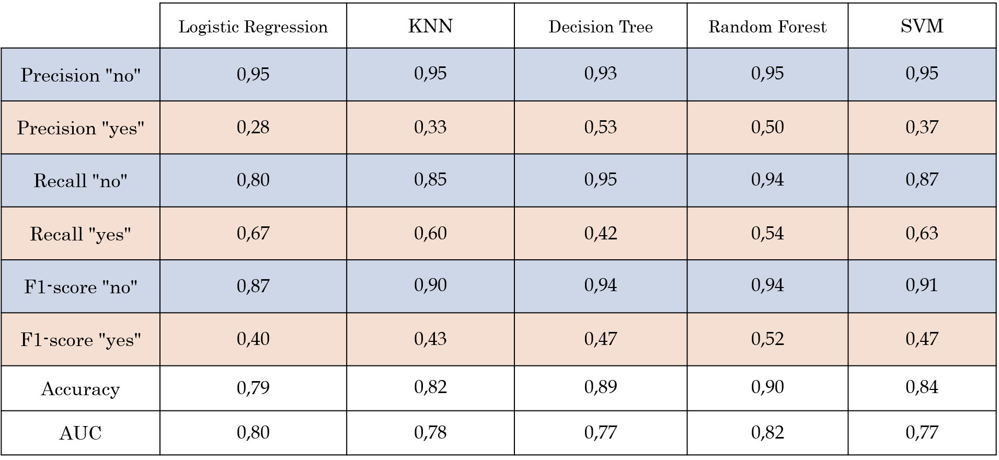 Logistic Regression KNN Decision Tree Random Forest SVM
Precision "no" 0,95 0,95 0,93 0,95 0,95
Precision "yes" 0,28 0,33 0,53 0,50 0,37
Recall "no" 0,80 0,85 0,95 0,94 0,87
Recall "yes" 0,67 0,60 0,42 0,54 0,63
F1-score "no" 0,87 0,90 0,94 0,94 0,91
F1-score "yes" 0,40 0,43 0,47 0,52 0,47
Accuracy 0,79 0,82 0,89 0,90 0,84
AUC 0,80 0,78 0,77 0,82 0,77